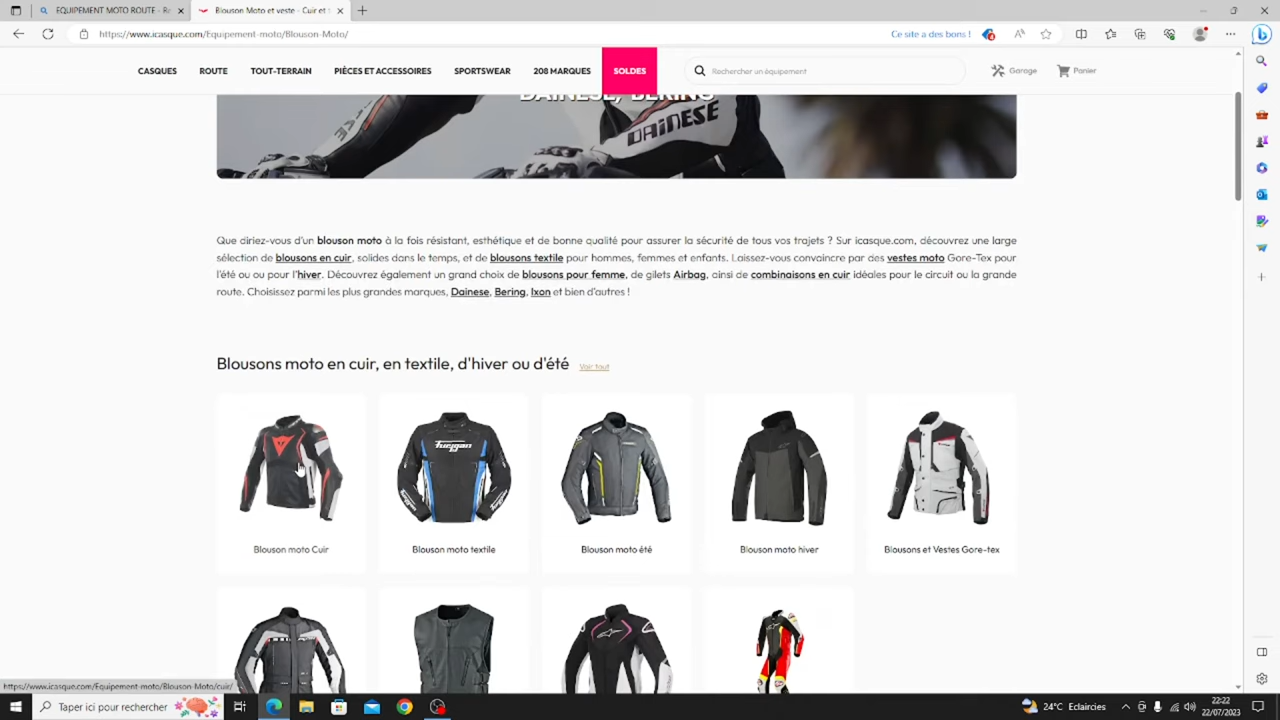 EQUIPEMENT MOTO ROUTE - Re
Blouson Moto et veste - Cuir et t
https://www.icasque.com/Equipement-moto/Blouson-Moto/
Ce site a des bons !
CASQUES
ROUTE
TOUT-TERRAIN
PIÈCES ET ACCESSOIRES
SPORTSWEAR
208 MARQUES
SOLDES
Rechercher un équipement
Garage
Panier
DAINESE, BERING
DAINESE
Que diriez-vous d'un blouson moto à la fois résistant, esthétique et de bonne qualité pour assurer la sécurité de tous vos trajets ? Sur icasque.com, découvrez une large
sélection de blousons en cuir, solides dans le temps, et de blousons textile pour hommes, femmes et enfants. Laissez-vous convaincre par des vestes moto Gore-Tex pour
l'été ou ou pour l'hiver. Découvrez également un grand choix de blousons pour femme, de gilets Airbag, ainsi de combinaisons en cuir idéales pour le circuit ou la grande
route. Choisissez parmi les plus grandes marques, Dainese, Bering, Ixon et bien d'autres !
Blousons moto en cuir, en textile, d'hiver ou d'été Voir tout
Furygan
Blouson moto Cuir
Blouson moto textile
Blouson moto été
Blouson moto hiver
Blousons et Vestes Gore-tex
https://www.icasque.com/Equipement-moto/Blouson-Moto/cuir/
Taper ici pour rechercher
24°C Eclaircies
22:22
22/07/2023